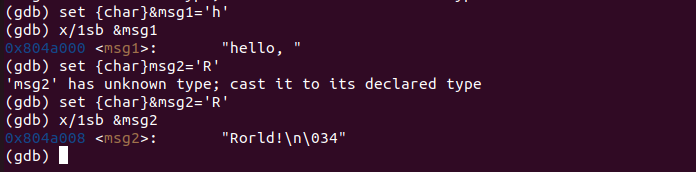 (gdb) set {char}&msg1='h'
(gdb) x/1sb &msg1
0x804a000 <msg1>:        "hello, "
(gdb) set {char}msg2='R'
'msg2' has unknown type; cast it to its declared type
(gdb) set {char}&msg2='R'
(gdb) x/1sb &msg2
0x804a008 <msg2>:        "Rorld!\n\034"
(gdb)